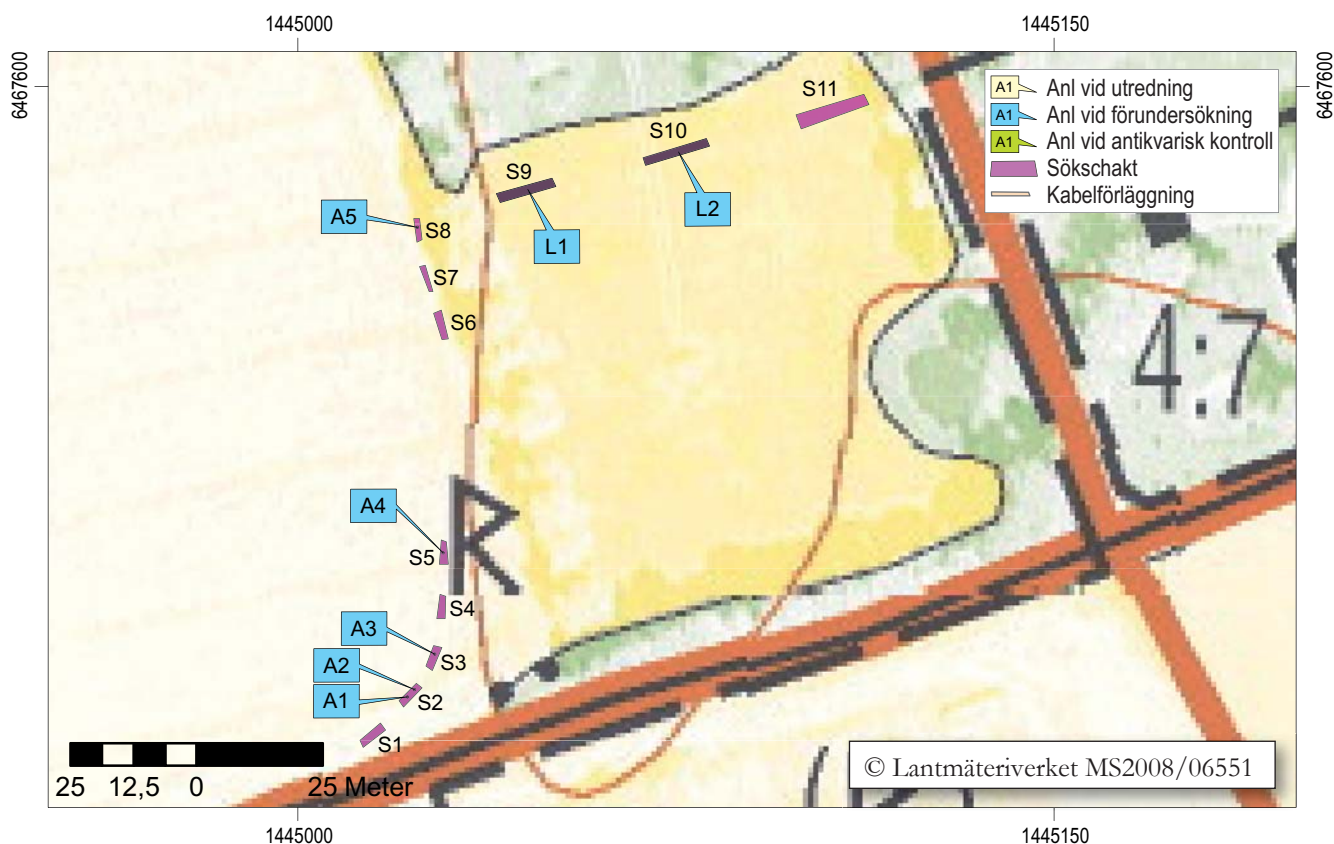 1445000 1445150
6467600
6467600
A1 Anl vid utredning
A1 Anl vid förundersökning
A1 Anl vid antikvarisk kontroll
Sökschakt
Kabelförläggning
S11
S10
S9
L2
L1
A5
S8
S7
S6
4:7
A4
R
S5
S4
A3
S3
A2
A1
S2
S1
25 12,5 0 25 Meter
© Lantmäteriverket MS2008/06551
1445000 1445150